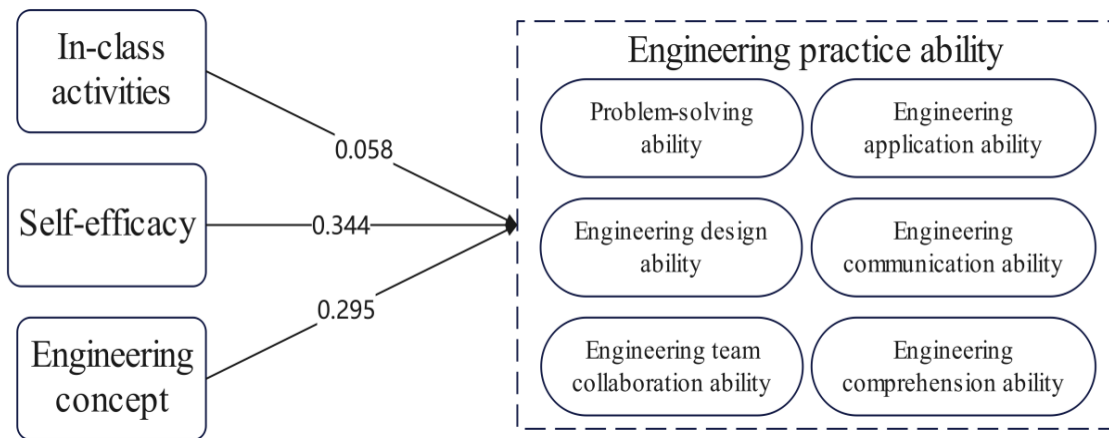 In-class
activities
Self-efficacy
Engineering
concept
0.058
0.344
0.295
Engineering practice ability
Problem-solving
ability
Engineering
application ability
Engineering design
ability
Engineering
communication ability
Engineering team
collaboration ability
Engineering
comprehension ability